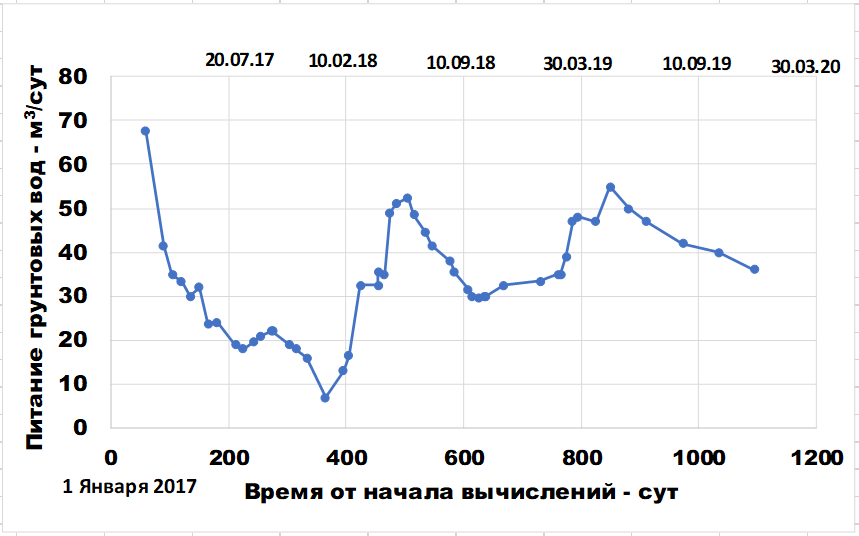 20.07.17 10.02.18 10.09.18 30.03.19 10.09.19 30.03.20
Питание грунтовых вод - м³/сут
80
70
60
50
40
30
20
10
0
0 200 400 600 800 1000 1200
1 Января 2017
Время от начала вычислений - сут